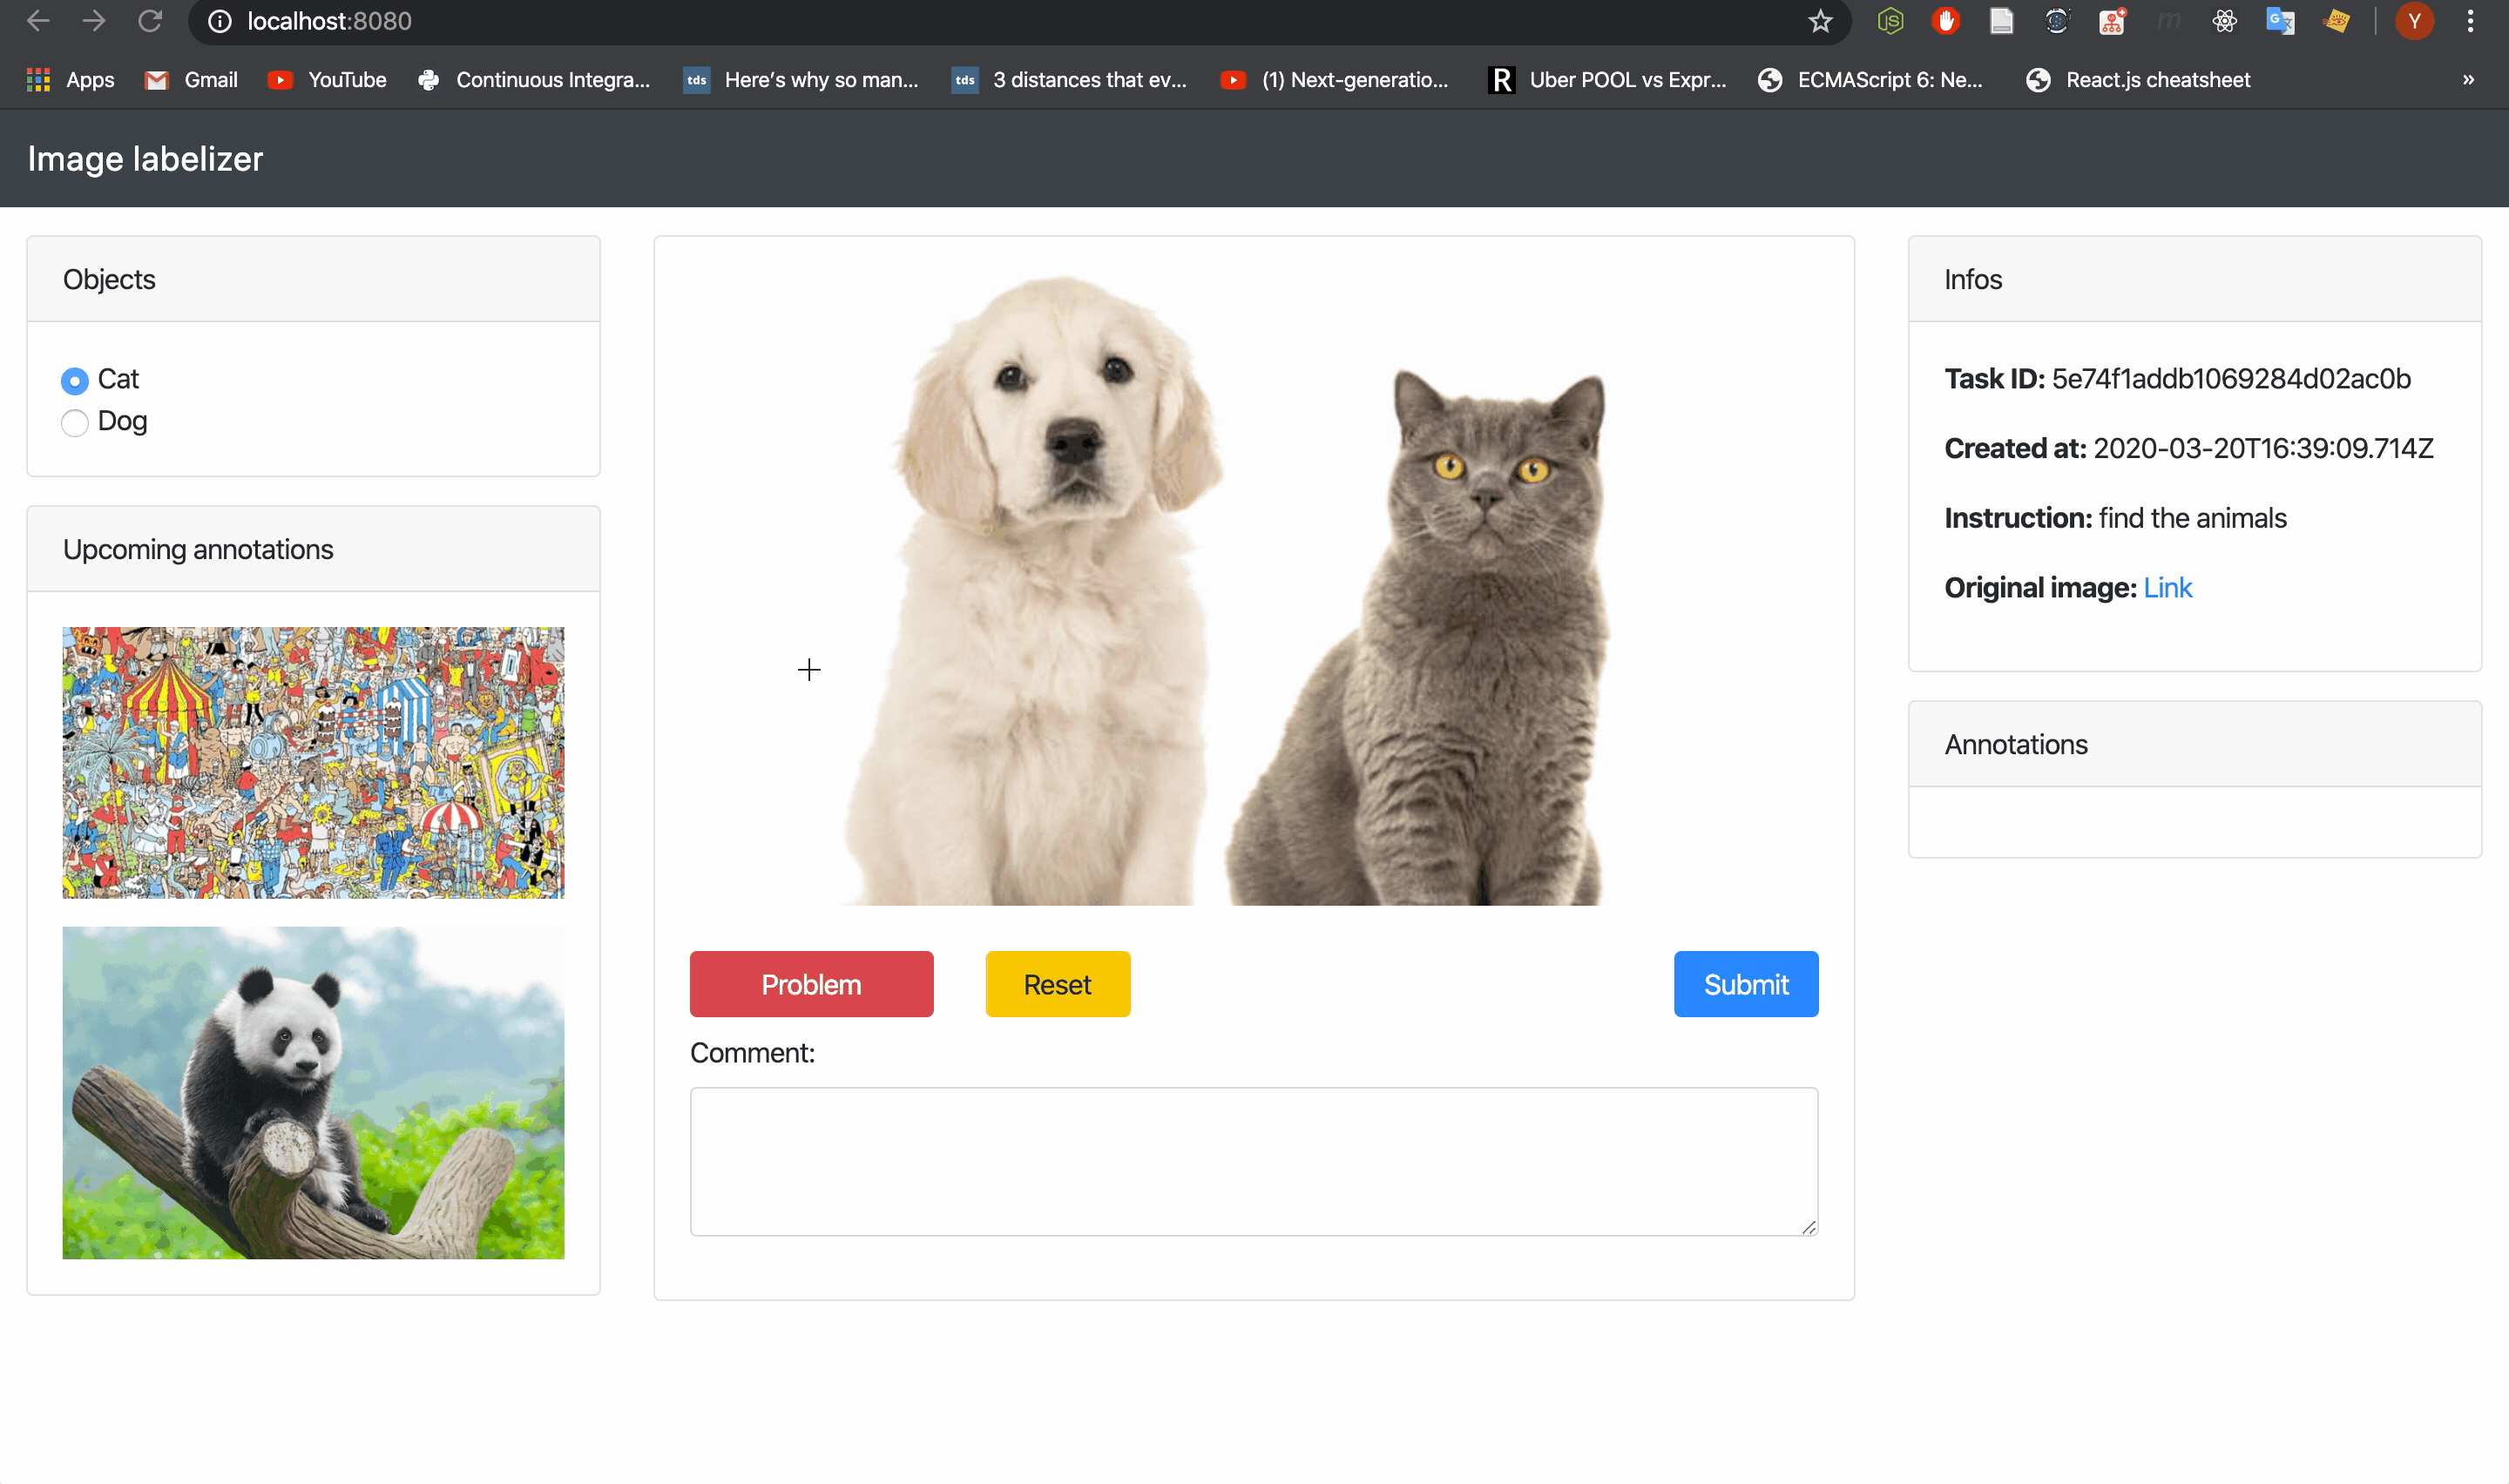 localhost:8080
Apps
Gmail
YouTube
Continuous Integra...
tds
Here's why so man...
tds
3 distances that ev...
(1) Next-generatio...
R
Uber POOL vs Expr...
ECMAScript 6: Ne...
React.js cheatsheet
»
Y
Image labelizer
Objects
Cat
Dog
Upcoming annotations
Problem
Reset
Submit
Comment:
Infos
Task ID: 5e74f1addb1069284d02ac0b
Created at: 2020-03-20T16:39:09.714Z
Instruction: find the animals
Original image: Link
Annotations